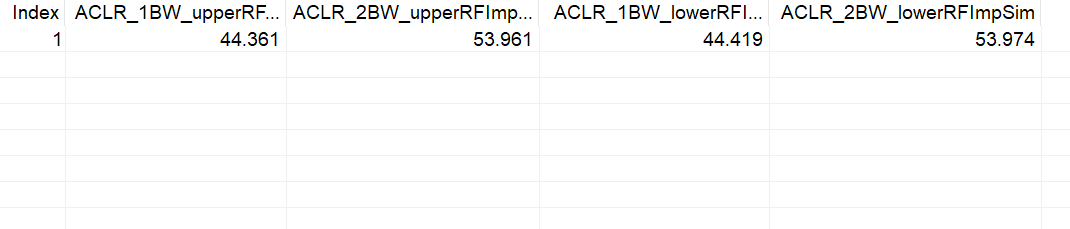 Index ACLR_1BW_upperRF... ACLR_2BW_upperRFImp... ACLR_1BW_lowerRFI... ACLR_2BW_lowerRFImpSim
1 44.361 53.961 44.419 53.974